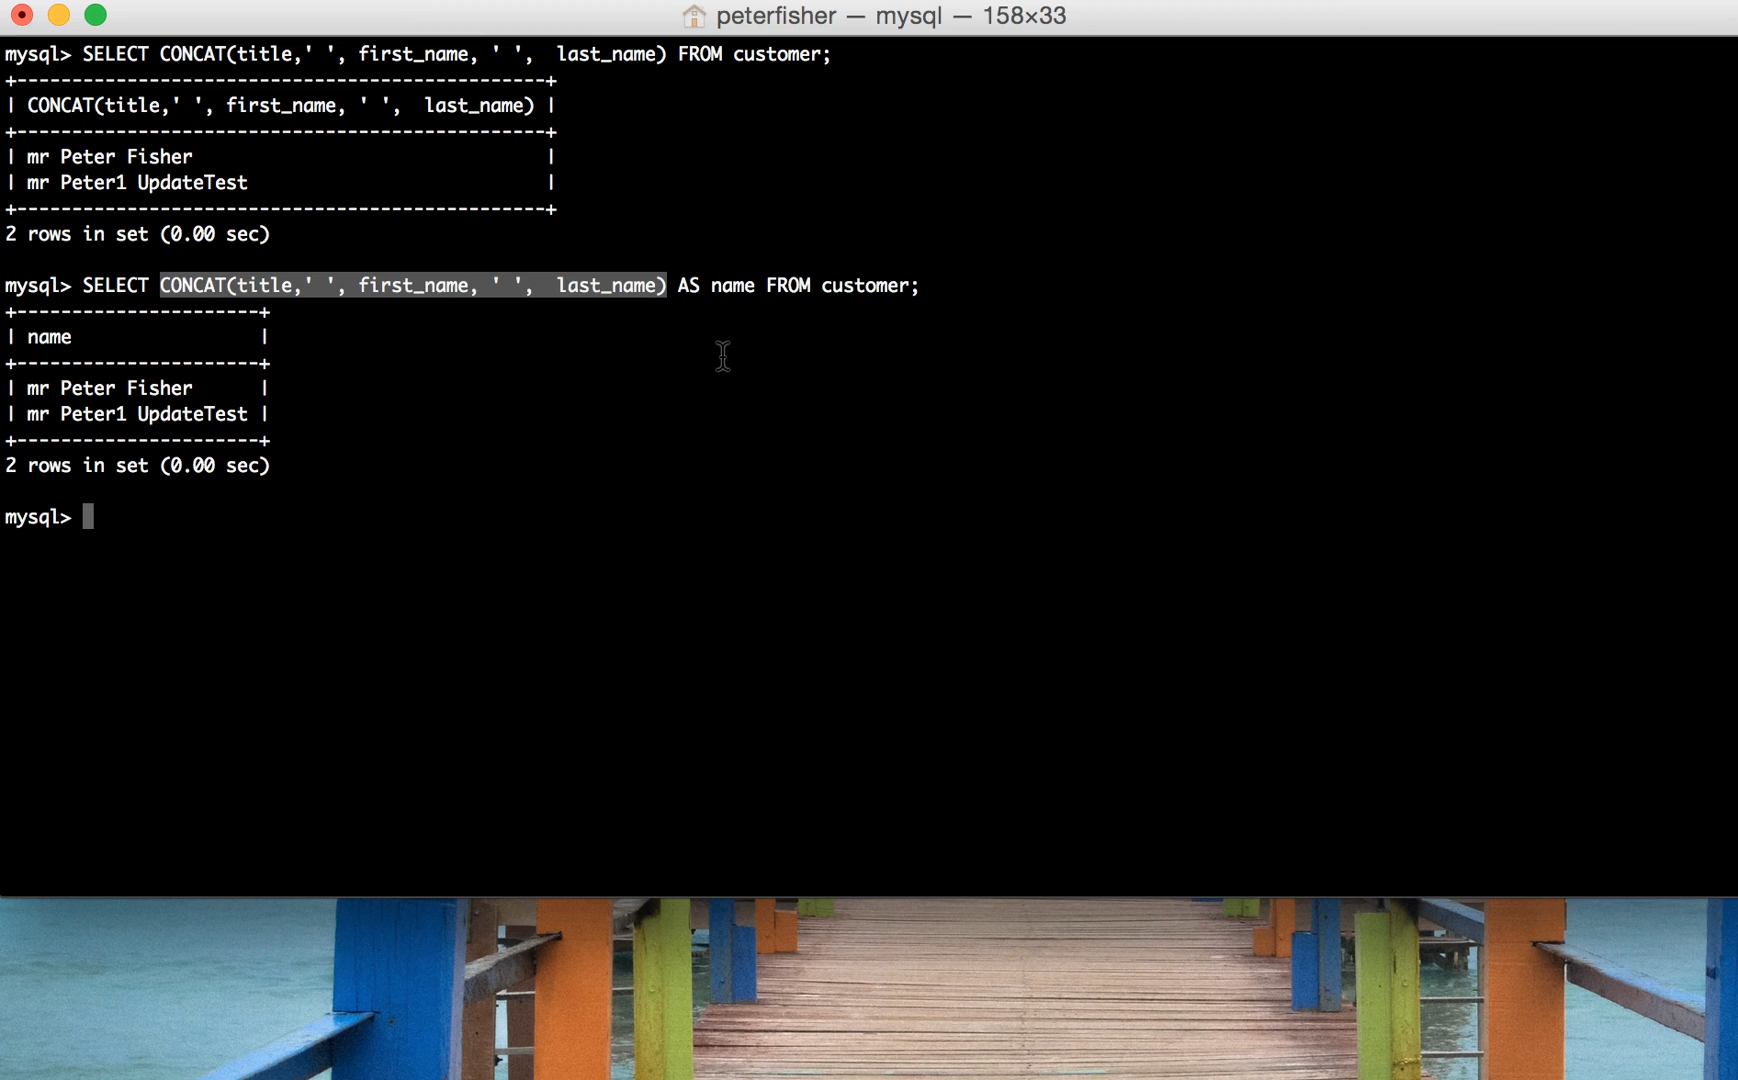 peterfisher — mysql — 158×33
mysql> SELECT CONCAT(title,' ', first_name, ' ',  last_name) FROM customer;
+------------------------------------------------+
| CONCAT(title,' ', first_name, ' ',  last_name) |
+------------------------------------------------+
| mr Peter Fisher                                |
| mr Peter1 UpdateTest                           |
+------------------------------------------------+
2 rows in set (0.00 sec)
mysql> SELECT CONCAT(title,' ', first_name, ' ',  last_name) AS name FROM customer;
+----------------------+
| name                 |
+----------------------+
| mr Peter Fisher      |
| mr Peter1 UpdateTest |
+----------------------+
2 rows in set (0.00 sec)
mysql>